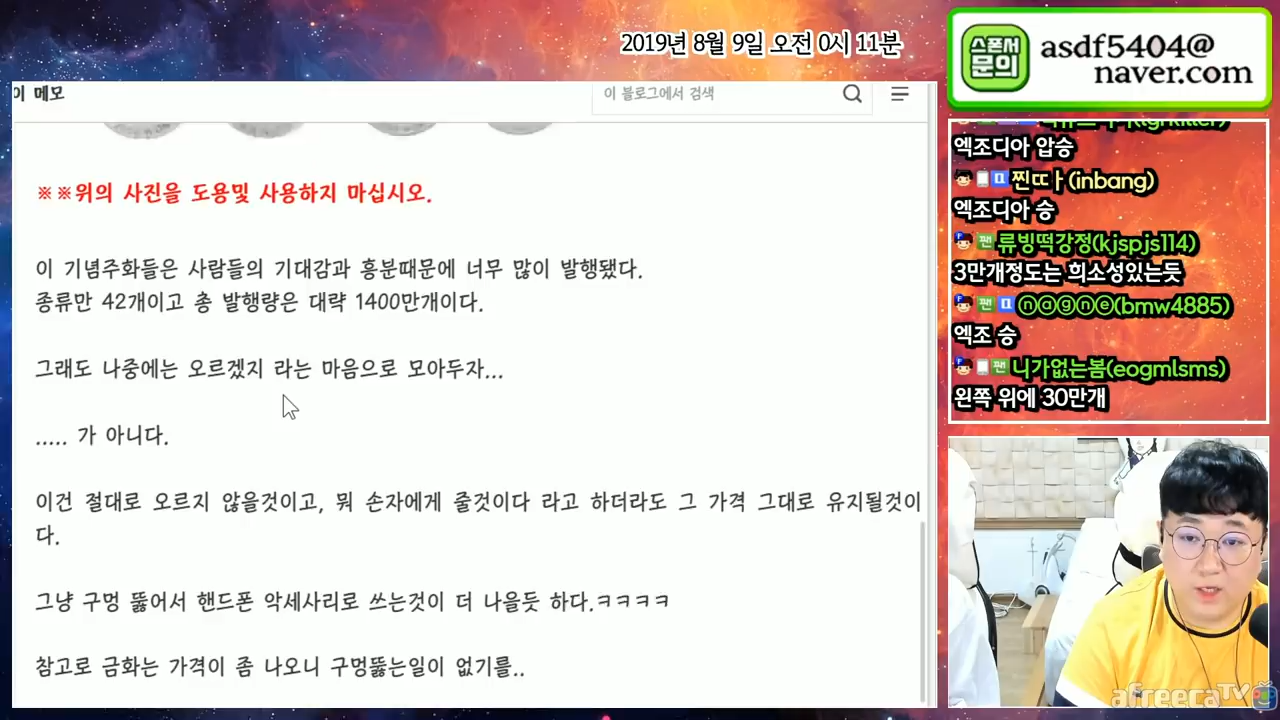 2019년 8월 9일 오전 0시 11분
스폰서
문의
asdf5404@
naver.com
이 메모
이 블로그에서 검색
※※위의 사진을 도용및 사용하지 마십시오.
이 기념주화들은 사람들의 기대감과 흥분때문에 너무 많이 발행됐다.
종류만 42개이고 총 발행량은 대략 1400만개이다.
그래도 나중에는 오르겠지 라는 마음으로 모아두자...
..... 가 아니다.
이건 절대로 오르지 않을것이고, 뭐 손자에게 줄것이다 라고 하더라도 그 가격 그대로 유지될것이
다.
그냥 구멍 뚫어서 핸드폰 악세사리로 쓰는것이 더 나을듯 하다.ㅋㅋㅋㅋ
참고로 금화는 가격이 좀 나오니 구멍뚫는일이 없기를..
엑조디아 압승
찐ㄸㅏ(inbang)
엑조디아 승
팬 류빙떡강정(kjspjs114)
3만개정도는 희소성있는듯
팬 ⓝⓐⓖⓝⓔ(bmw4885)
엑조 승
팬 니가없는봄(eogmlsms)
왼쪽 위에 30만개
afreecaTV